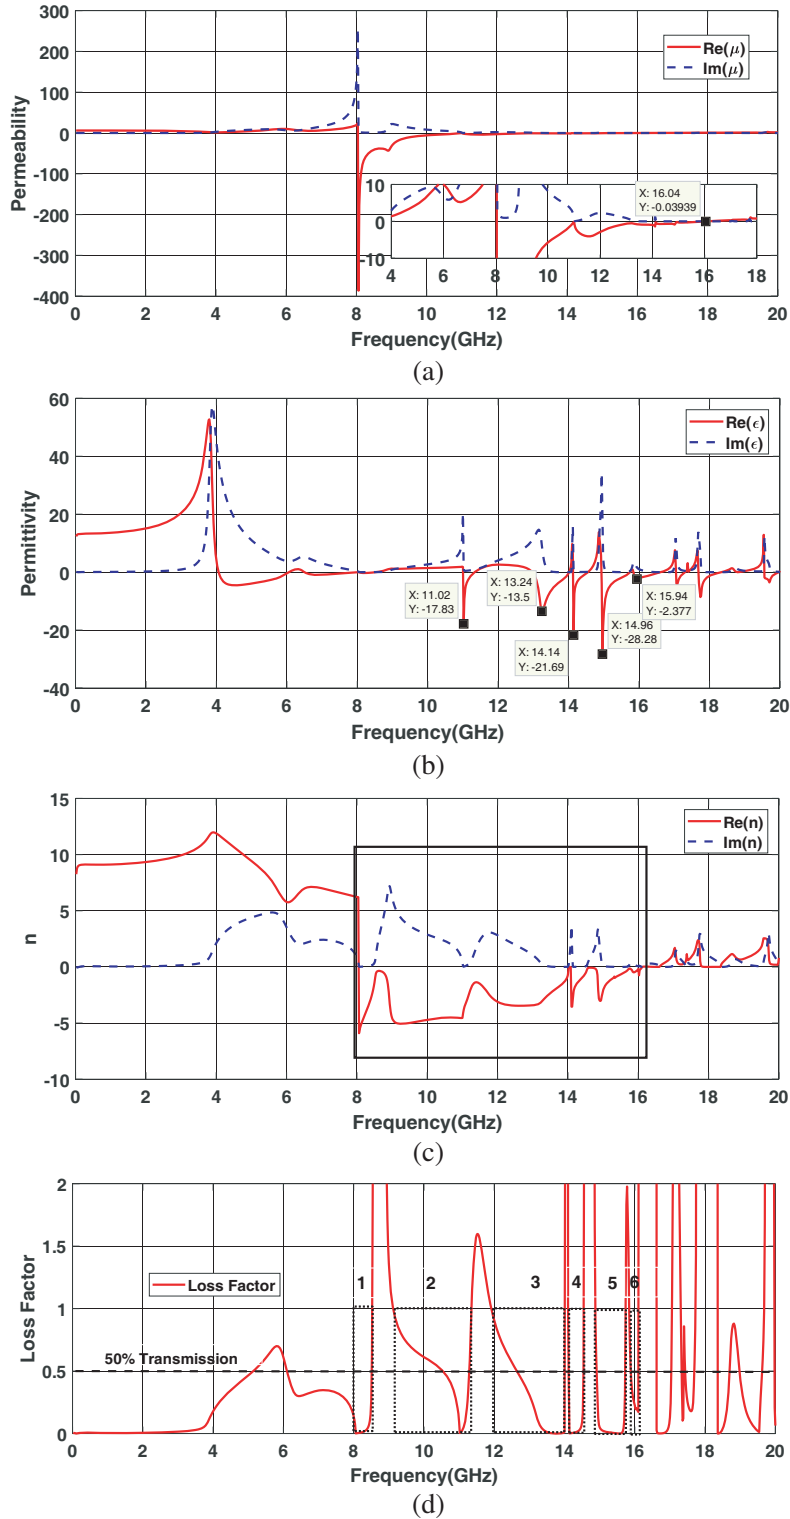 300
200
100
0
-100
-200
-300
-400
Permeability
Re(μ)
Im(μ)
X: 16.04
Y: -0.03939
10
0
-10
4 6 8 10 12 14 16 18
0 2 4 6 8 10 12 14 16 18 20
Frequency(GHz)
(a)
60
40
20
0
-20
-40
Permittivity
Re(ϵ)
Im(ϵ)
X: 11.02
Y: -17.83
X: 13.24
Y: -13.5
X: 15.94
Y: -2.377
X: 14.96
Y: -28.28
X: 14.14
Y: -21.69
0 2 4 6 8 10 12 14 16 18 20
Frequency(GHz)
(b)
15
10
5
0
-5
-10
n
Re(n)
Im(n)
0 2 4 6 8 10 12 14 16 18 20
Frequency(GHz)
(c)
2
1.5
1
0.5
0
Loss Factor
Loss Factor
1 2 3 4 5 6
50% Transmission
0 2 4 6 8 10 12 14 16 18 20
Frequency(GHz)
(d)